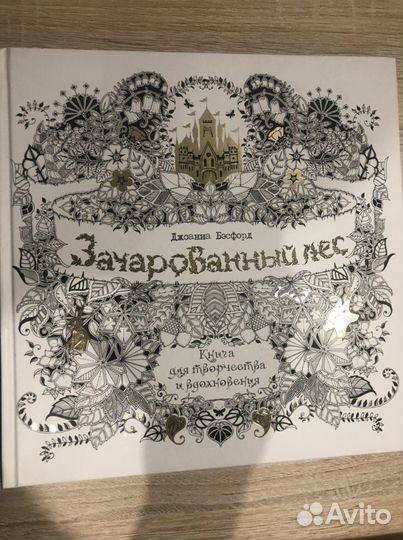 Джоанна Бэсфорд
Зачарованный лес
Книга
для творчества
и вдохновения
Avito